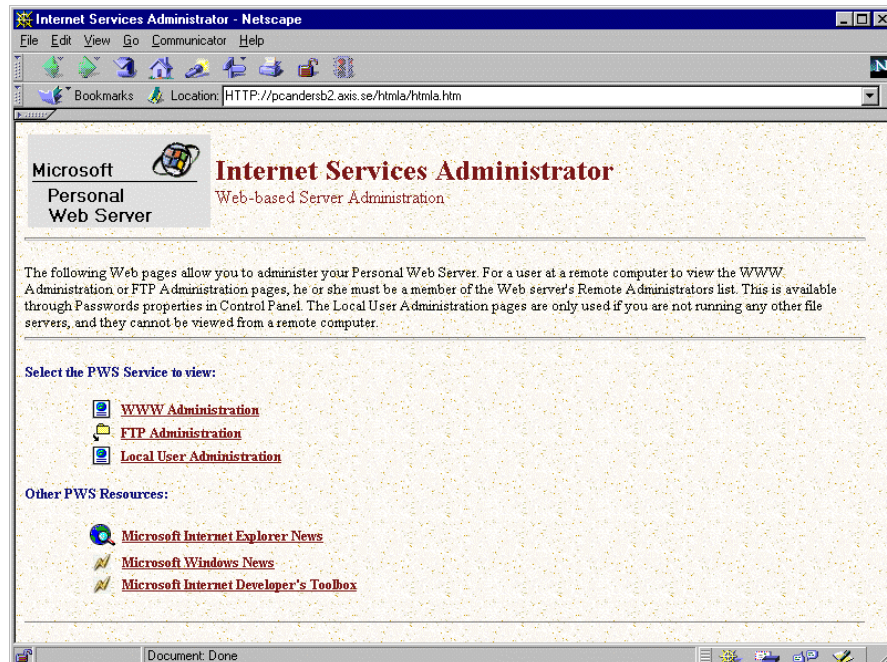 Internet Services Administrator - Netscape
File Edit View Go Communicator Help
Bookmarks Location: HTTP://pcandersb2.axis.se/htmla/htmla.htm
N
Microsoft
Personal
Web Server
Internet Services Administrator
Web-based Server Administration
The following Web pages allow you to administer your Personal Web Server. For a user at a remote computer to view the WWW
Administration or FTP Administration pages, he or she must be a member of the Web server's Remote Administrators list. This is available
through Passwords properties in Control Panel. The Local User Administration pages are only used if you are not running any other file
servers, and they cannot be viewed from a remote computer.
Select the PWS Service to view:
WWW Administration
FTP Administration
Local User Administration
Other PWS Resources:
Microsoft Internet Explorer News
Microsoft Windows News
Microsoft Internet Developer's Toolbox
Document: Done